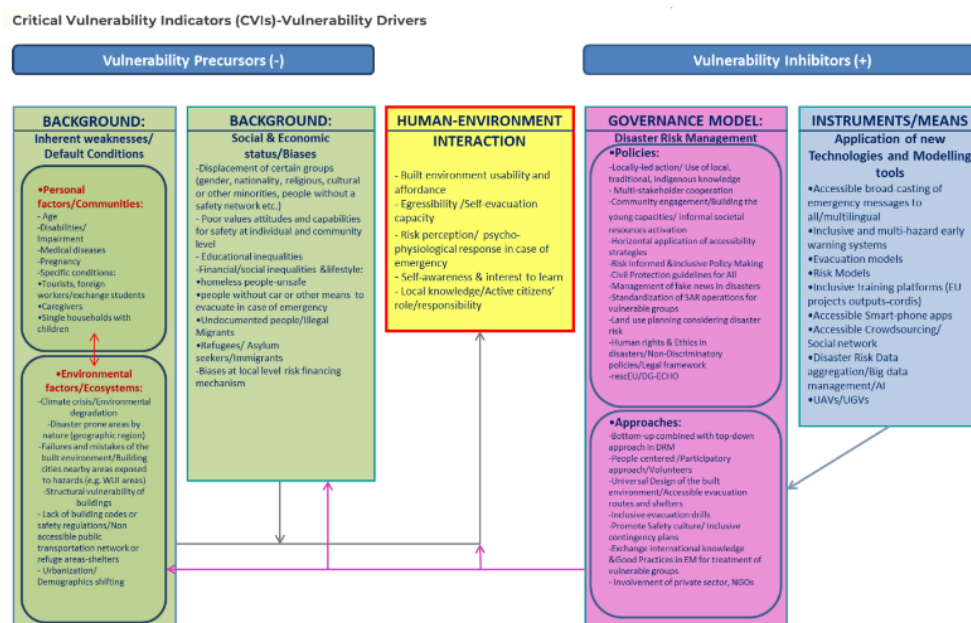 Critical Vulnerability Indicators (CVIs)-Vulnerability Drivers
Vulnerability Precursors (-)
Vulnerability Inhibitors (+)
BACKGROUND:
Inherent weaknesses/
Default Conditions
•Personal
factors/Communities:
- Age
-Disabilities/
Impairment
-Medical diseases
-Pregnancy
-Specific conditions:
•Tourists, foreign
workers/exchange students
•Caregivers
•Single households with
children
•Environmental
factors/Ecosystems:
-Climate crisis/Environmental
degradation
-Disaster prone areas by
nature (geographic region)
-Failures and mistakes of the
built environment/Building
cities nearby areas exposed
to hazards (e.g. WUI areas)
-Structural vulnerability of
buildings
- Lack of building codes or
safety regulations/Non
accessible public
transportation network or
refuge areas-shelters
- Urbanization/
Demographics shifting
BACKGROUND:
Social & Economic
status/Biases
-Displacement of certain groups
(gender, nationality, religious, cultural
or other minorities, people without a
safety network etc.)
- Poor values attitudes and capabilities
for safety at individual and community
level
- Educational inequalities
-Financial/social inequalities &lifestyle:
•homeless people-unsafe
•people without car or other means to
evacuate in case of emergency
•Undocumented people/Illegal
Migrants
•Refugees/ Asylum
seekers/Immigrants
-Biases at local level risk financing
mechanism
HUMAN-ENVIRONMENT
INTERACTION
- Built environment usability and
affordance
- Egressibility /Self-evacuation
capacity
- Risk perception/ psycho-
physiological response in case of
emergency
- Self-awareness & interest to learn
- Local knowledge/Active citizens'
role/responsibility
GOVERNANCE MODEL:
Disaster Risk Management
•Policies:
-Locally-led action/ Use of local,
traditional, indigenous knowledge
- Multi-stakeholder cooperation
-Community engagement/Building the
young capacities/ Informal societal
resources activation
-Horizontal application of accessibility
strategies
-Risk informed &Inclusive Policy Making
-Civil Protection guidelines for All
-Management of fake news in disasters
-Standardization of SAR operations for
vulnerable groups
-Land use planning considering disaster
risk
-Human rights & Ethics in
disasters/Non-Discriminatory
policies/Legal framework
-rescEU/DG-ECHO
•Approaches:
-Bottom-up combined with top-down
approach in DRM
-People centered /Participatory
approach/Volunteers
-Universal Design of the built
environment/Accessible evacuation
routes and shelters
-Inclusive evacuation drills
-Promote Safety culture/ Inclusive
contingency plans
-Exchange international knowledge
&Good Practices in EM for treatment of
vulnerable groups
- Involvement of private sector, NGOs
INSTRUMENTS/MEANS
Application of new
Technologies and Modelling
tools
•Accessible broad-casting of
emergency messages to
all/multilingual
•Inclusive and multi-hazard early
warning systems
•Evacuation models
•Risk Models
•Inclusive training platforms (EU
projects outputs-cordis)
•Accessible Smart-phone apps
•Accessible Crowdsourcing/
Social network
•Disaster Risk Data
aggregation/Big data
management/AI
•UAVs/UGVs